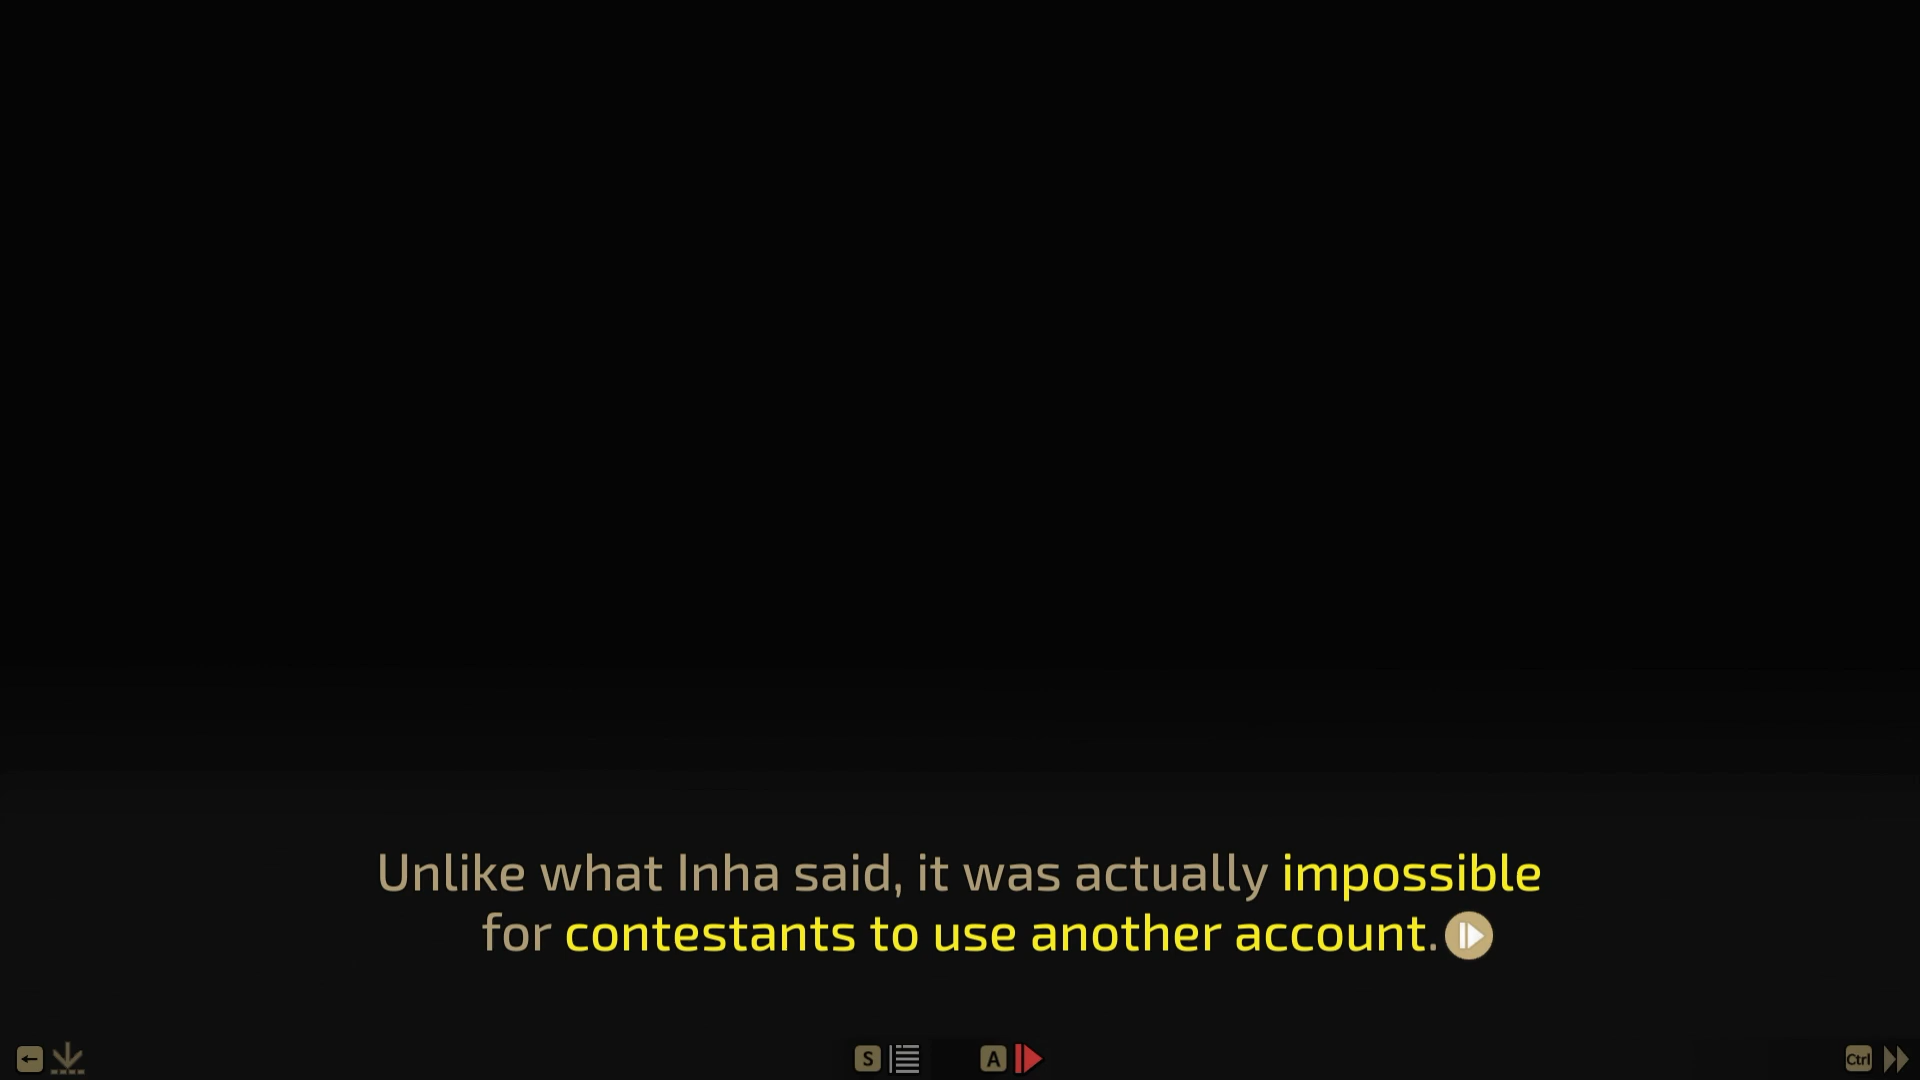 Unlike what Inha said, it was actually impossible
for contestants to use another account.
S
A
Ctrl